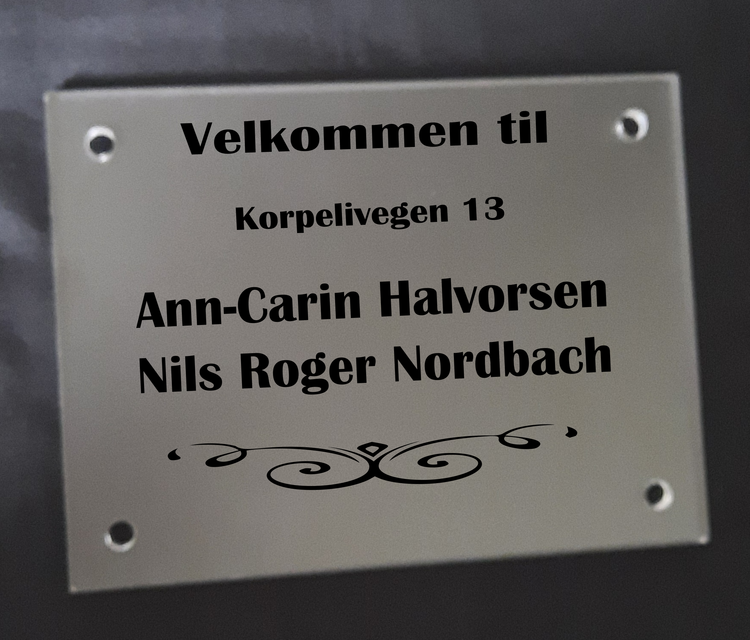 Velkommen til
Korpelivegen 13
Ann-Carin Halvorsen
Nils Roger Nordbach